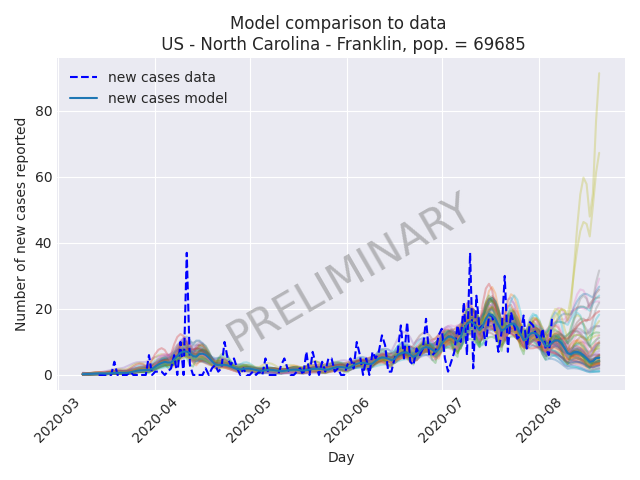 Model comparison to data
US - North Carolina - Franklin, pop. = 69685
new cases data
new cases model
PRELIMINARY
Number of new cases reported
80
60
40
20
0
2020-03
2020-04
2020-05
2020-06
2020-07
2020-08
Day